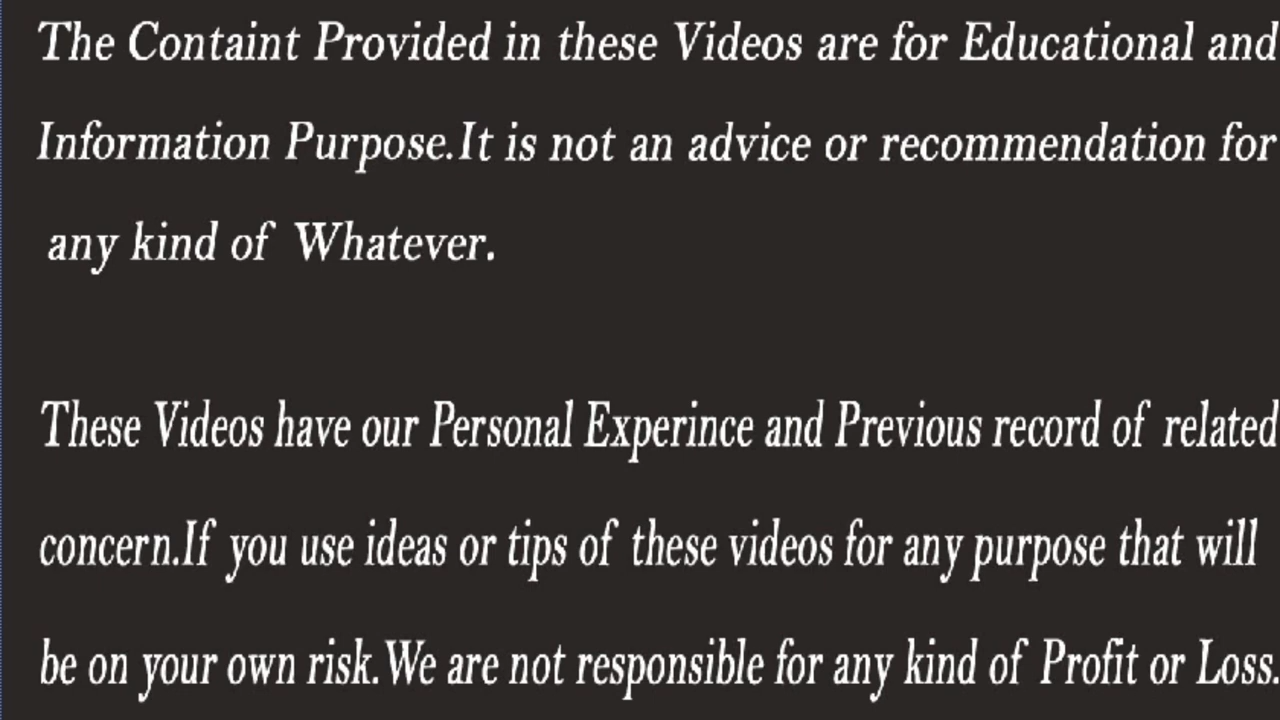 The Containt Provided in these Videos are for Educational and
Information Purpose.It is not an advice or recommendation for
any kind of Whatever.
These Videos have our Personal Experince and Previous record of related
concern.If you use ideas or tips of these videos for any purpose that will
be on your own risk.We are not responsible for any kind of Profit or Loss.